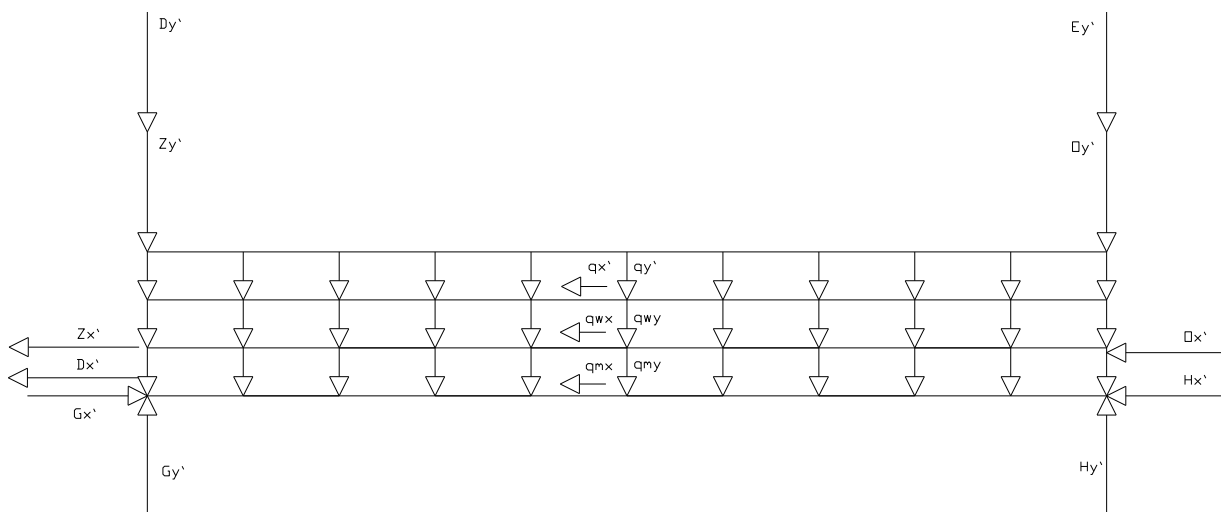 Dy` Ey`
Zy` Oy`
qx` qy`
qwx qwy
Zx` Ox`
qmx qmy
Dx` Hx`
Gx`
Gy` Hy`